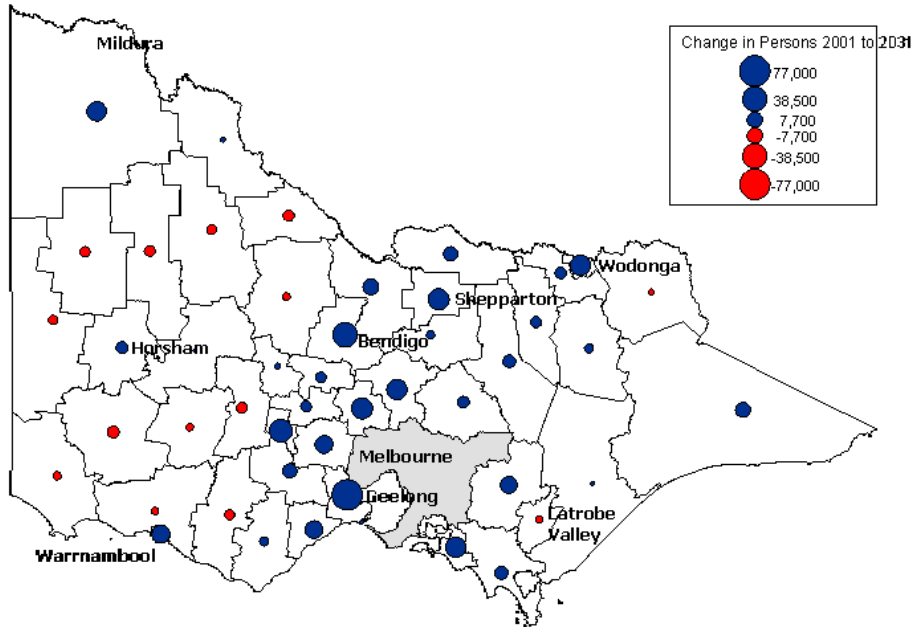 Mildura
Change in Persons 2001 to 2031
77,000
38,500
7,700
-7,700
-38,500
-77,000
Wodonga
Shepparton
Bendigo
Horsham
Melbourne
Geelong
Latrobe
Valley
Warrnambool